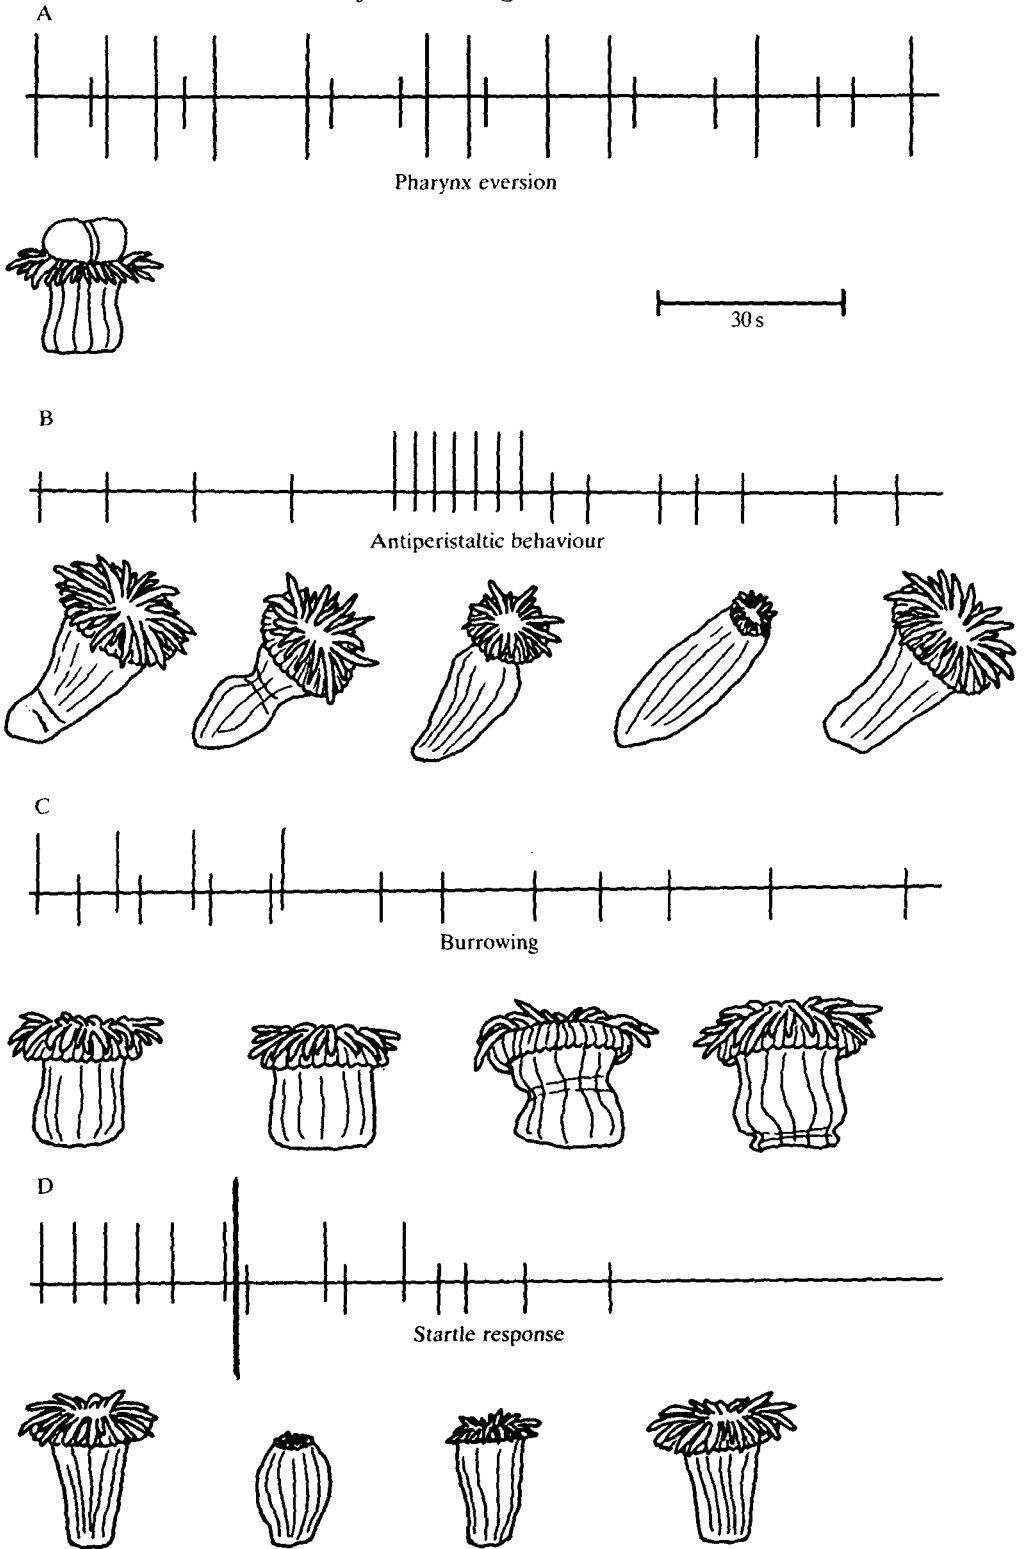 A
Pharynx eversion
30 s
B
Antiperistaltic behaviour
C
Burrowing
D
Startle response